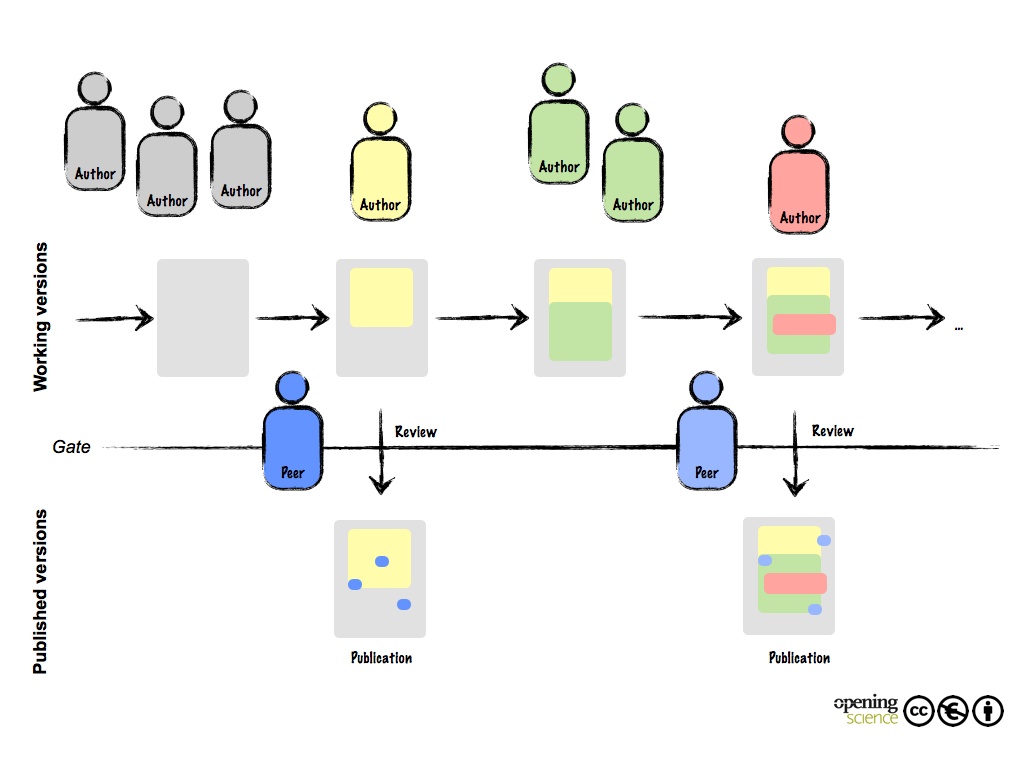 Author
Author
Author
Author
Author
Author
Author
Working versions
...
Gate
Peer
Review
Peer
Review
Published versions
Publication
Publication
opening
science
cc